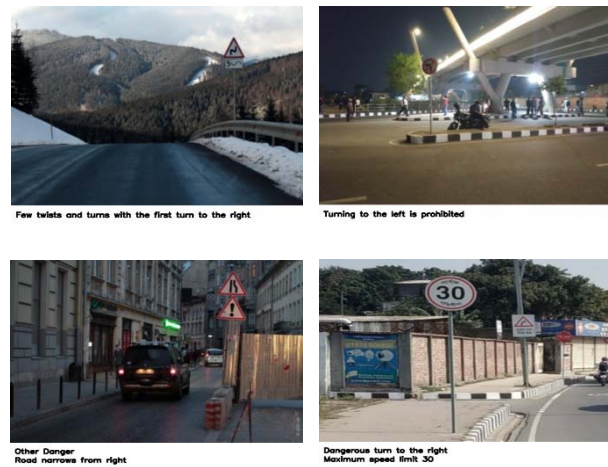 Few twists and turns with the first turn to the right
Turning to the left is prohibited
Other Danger
Road narrows from right
30
Dangerous turn to the right
Maximum speed limit 30